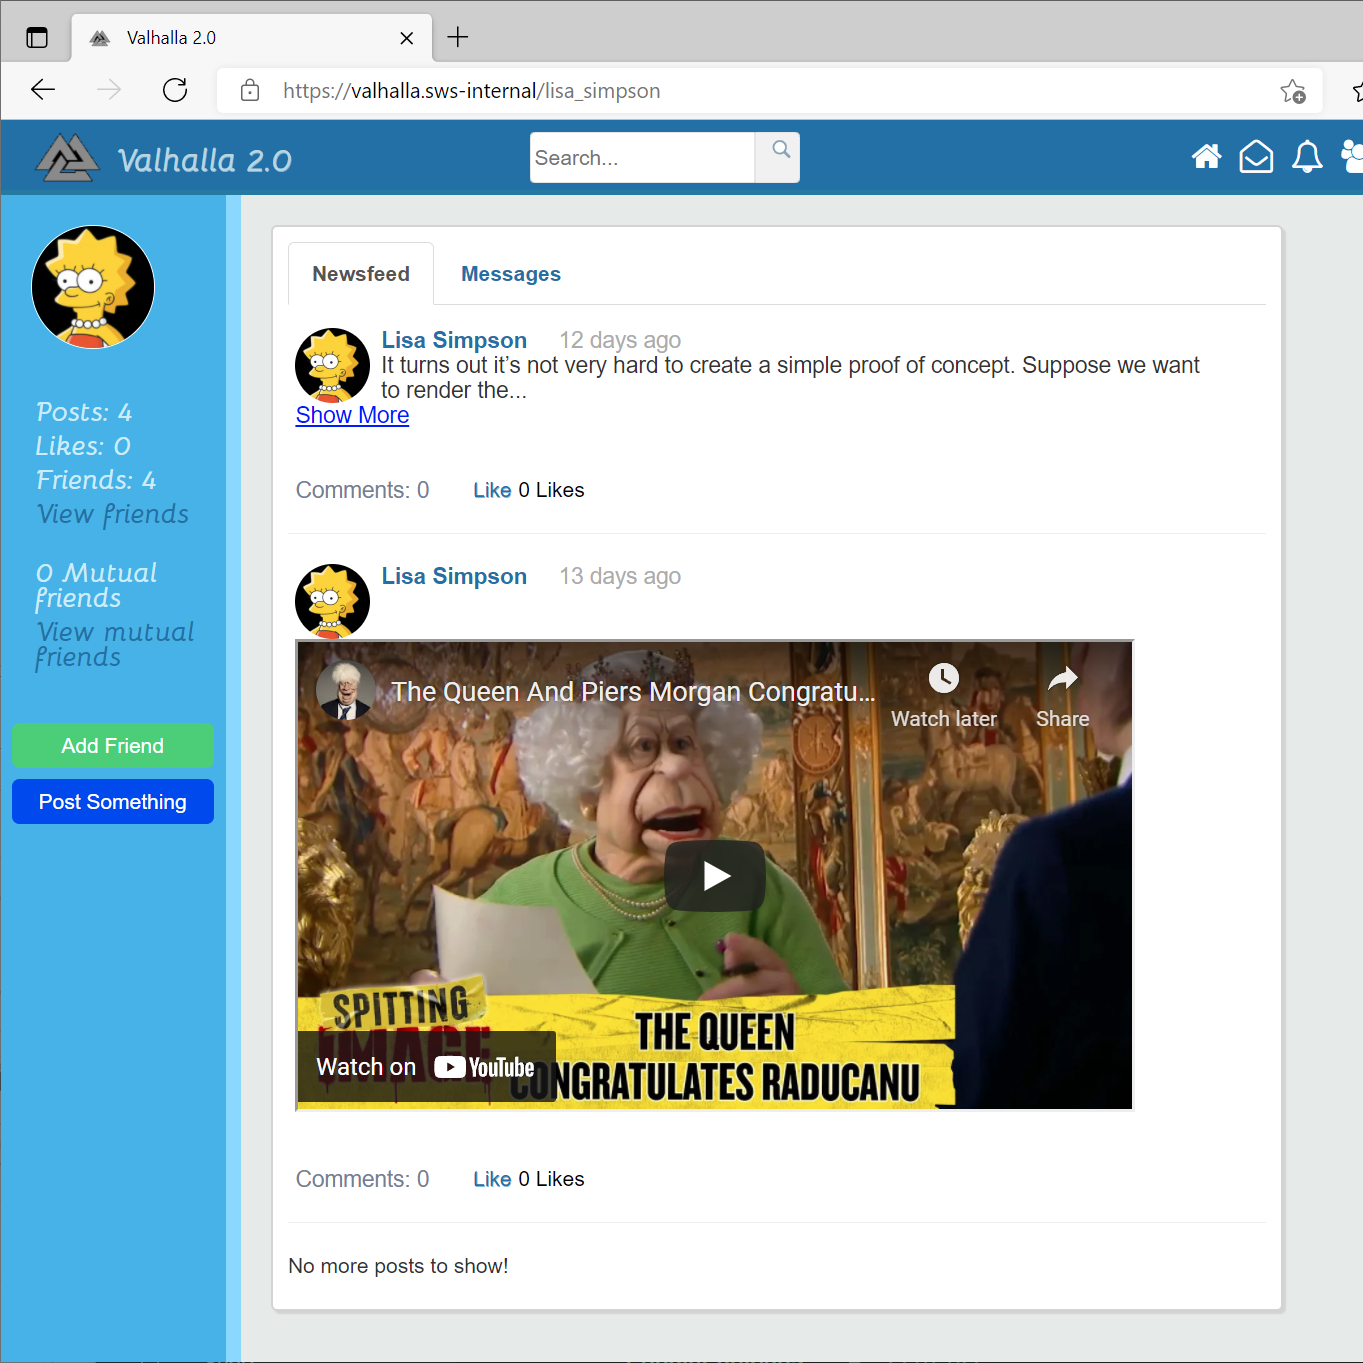 Valhalla 2.0
https://valhalla.sws-internal/lisa_simpson
Valhalla 2.0
Search...
Posts: 4
Likes: 0
Friends: 4
View friends
0 Mutual
friends
View mutual
friends
Add Friend
Post Something
Newsfeed
Messages
Lisa Simpson 12 days ago
It turns out it’s not very hard to create a simple proof of concept. Suppose we want
to render the...
Show More
Comments: 0 Like 0 Likes
Lisa Simpson 13 days ago
The Queen And Piers Morgan Congratu...
Watch later
Share
SPITTING
IMAGE
THE QUEEN
CONGRATULATES RADUCANU
Watch on YouTube
Comments: 0 Like 0 Likes
No more posts to show!